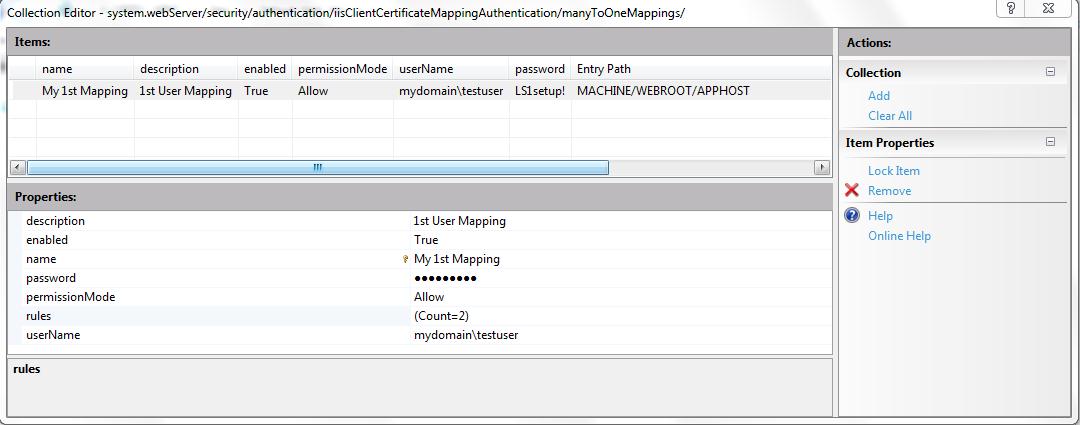 Collection Editor - system.webServer/security/authentication/iisClientCertificateMappingAuthentication/manyToOneMappings/
Items:
name description enabled permissionMode userName password Entry Path
My 1st Mapping 1st User Mapping True Allow mydomain\testuser LS1setup! MACHINE/WEBROOT/APPHOST
Properties:
description 1st User Mapping
enabled True
name My 1st Mapping
password ●●●●●●●●●
permissionMode Allow
rules (Count=2)
userName mydomain\testuser
rules
Actions:
Collection
Add
Clear All
Item Properties
Lock Item
Remove
Help
Online Help